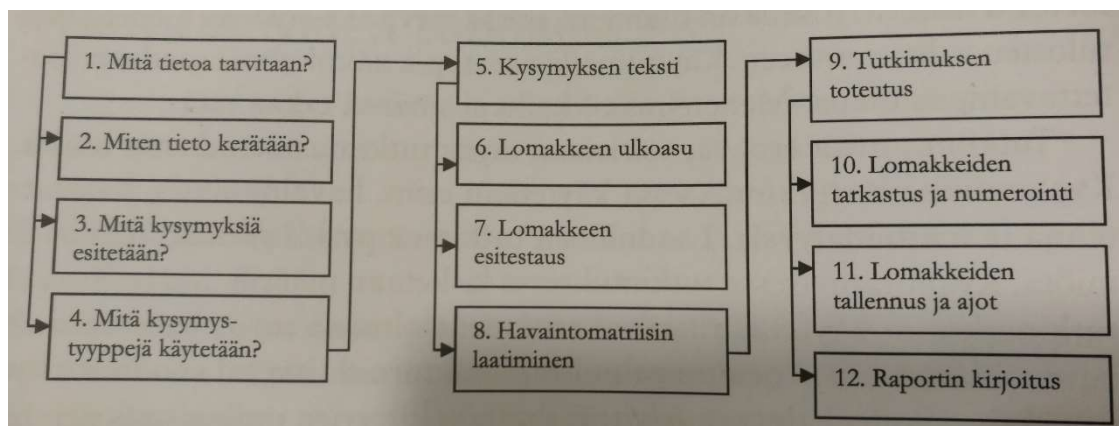 1. Mitä tietoa tarvitaan?
2. Miten tieto kerätään?
3. Mitä kysymyksiä
esitetään?
4. Mitä kysymys-
tyyppejä käytetään?
5. Kysymyksen teksti
6. Lomakkeen ulkoasu
7. Lomakkeen
esitestaus
8. Havaintomatriisin
laatiminen
9. Tutkimuksen
toteutus
10. Lomakkeiden
tarkastus ja numerointi
11. Lomakkeiden
tallennus ja ajot
12. Raportin kirjoitus